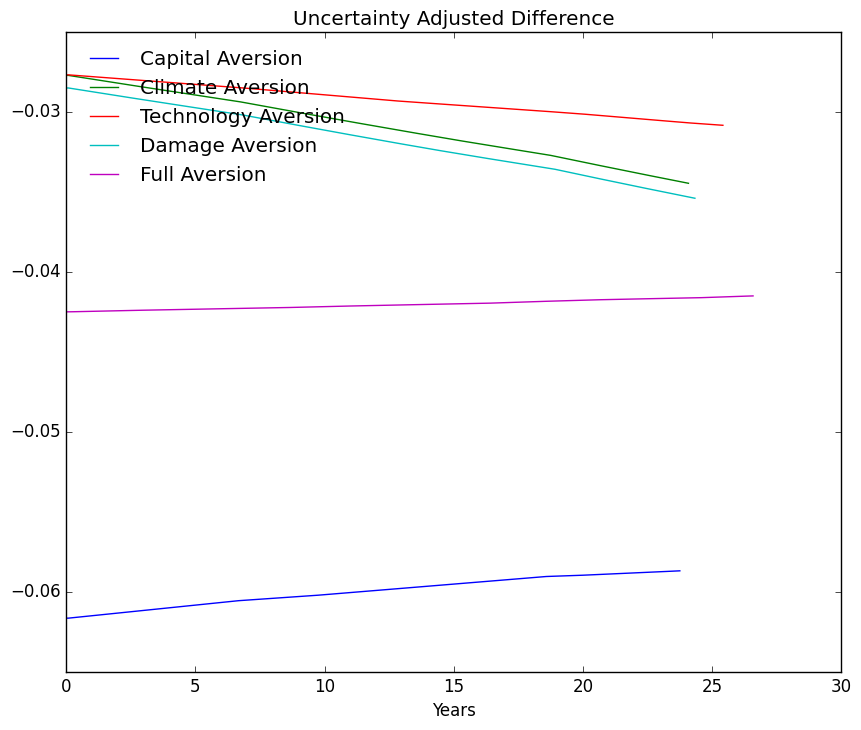 Uncertainty Adjusted Difference
Capital Aversion
Climate Aversion
Technology Aversion
Damage Aversion
Full Aversion
−0.03
−0.04
−0.05
−0.06
0 5 10 15 20 25 30
Years